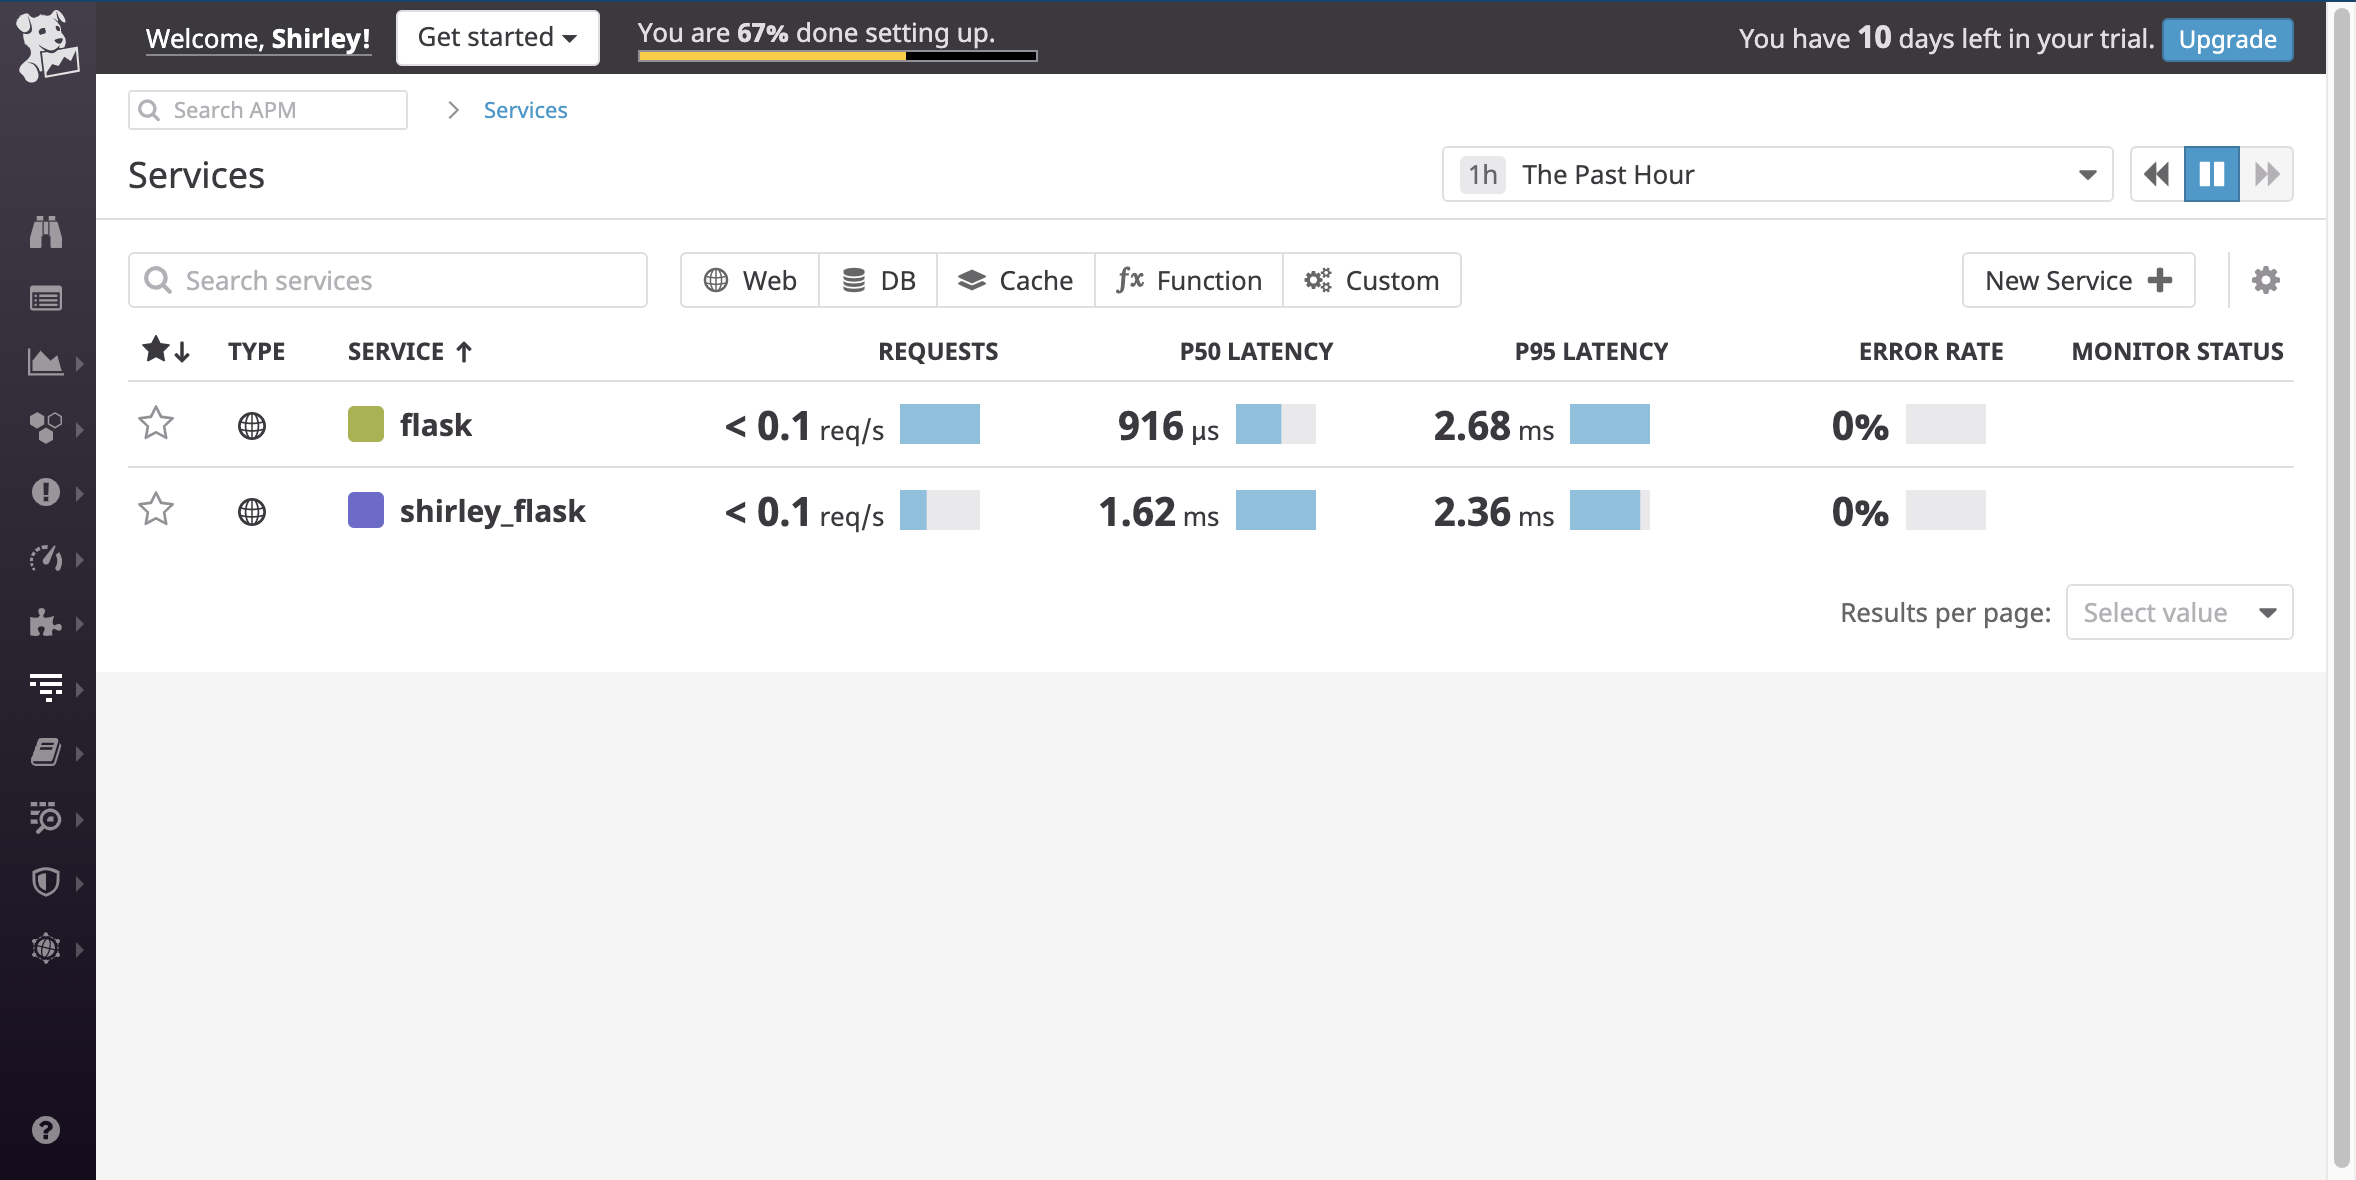 Welcome, Shirley!
Get started
You are 67% done setting up.
You have 10 days left in your trial.
Upgrade
Search APM
Services
Services
1h The Past Hour
Search services
Web
DB
Cache
fx Function
Custom
New Service
TYPE
SERVICE
REQUESTS
P50 LATENCY
P95 LATENCY
ERROR RATE
MONITOR STATUS
flask
< 0.1 req/s
916 µs
2.68 ms
0%
shirley_flask
< 0.1 req/s
1.62 ms
2.36 ms
0%
Results per page:
Select value